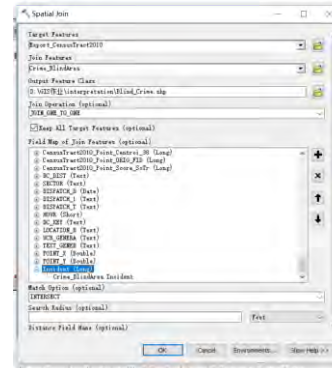 Spatial Join
Target Features
Export_CensusTract2010
Join Features
Crime_BlindArea
Output Feature Class
Join Operation (optional)
JOIN_ONE_TO_ONE
Keep All Target Features (optional)
Field Map of Join Features (optional)
CensusTract2010_Point_Score_SoTr (Long)
DC_DIST (Text)
SECTOR (Text)
DISPATCH_D (Date)
DISPATCH_1 (Text)
DISPATCH_T (Text)
HOUR (Short)
DC_KEY (Text)
LOCATION_B (Text)
UCR_GENERA (Text)
TEXT_GENER (Text)
POINT_X (Double)
POINT_Y (Double)
Incident (Long)
Crime_BlindArea Incident
Match Option (optional)
INTERSECT
Search Radius (optional)
Feet
Distance Field Name (optional)
OK Cancel Environments... Show Help >>